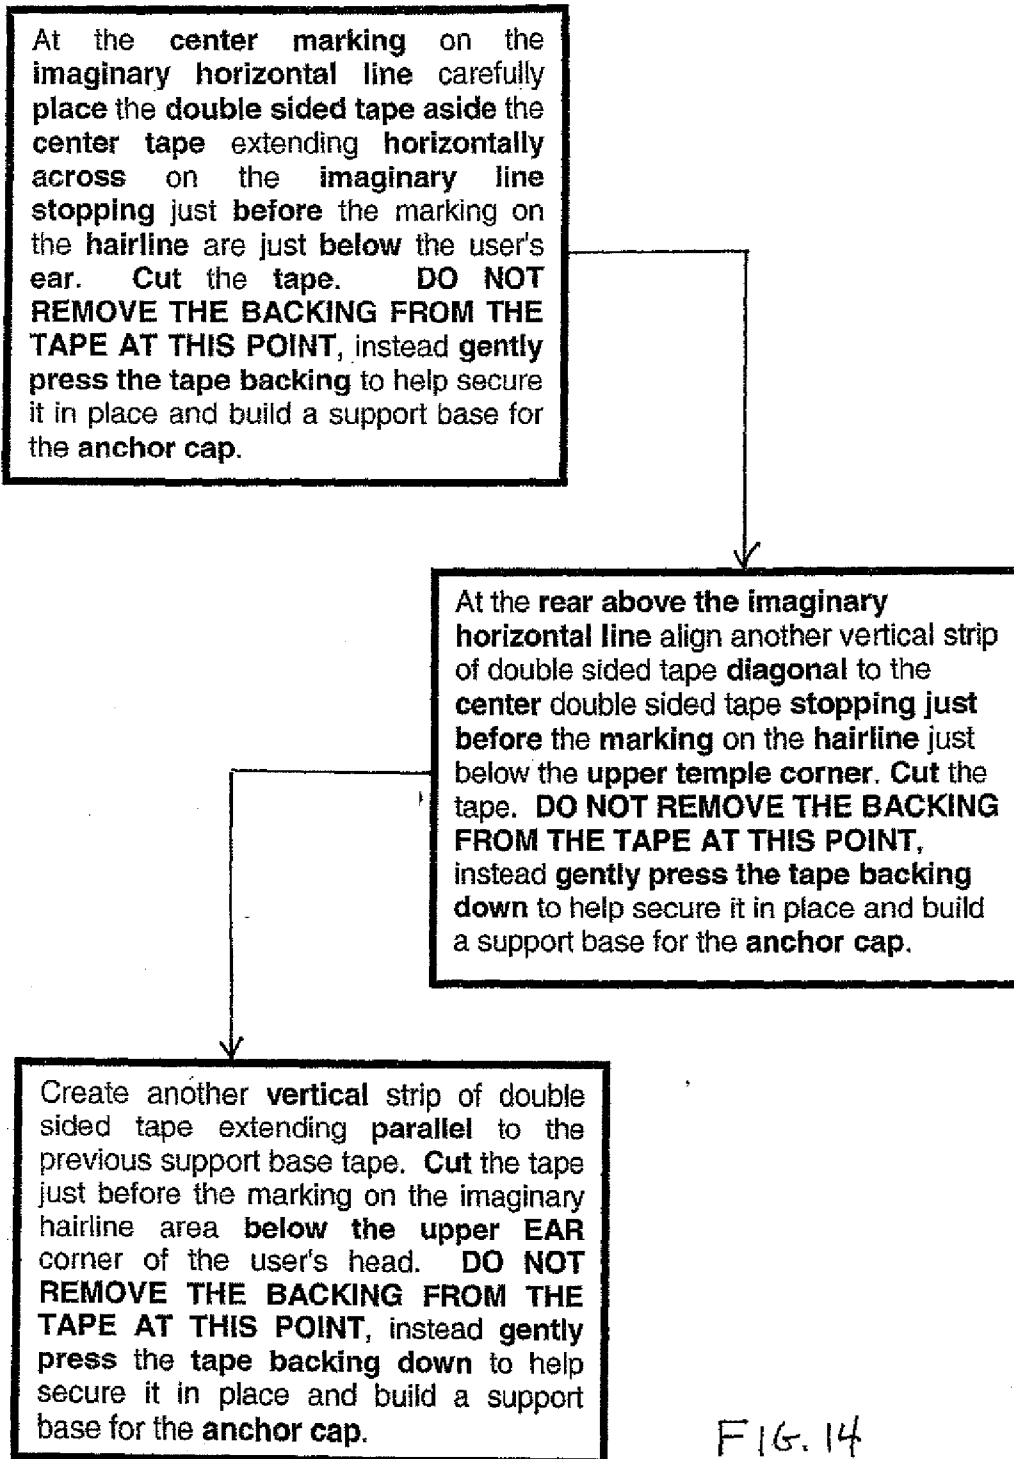 At the center marking on the
imaginary horizontal line carefully
place the double sided tape aside the
center tape extending horizontally
across on the imaginary line
stopping just before the marking on
the hairline are just below the user's
ear. Cut the tape. DO NOT
REMOVE THE BACKING FROM THE
TAPE AT THIS POINT, instead gently
press the tape backing to help secure
it in place and build a support base for
the anchor cap.
At the rear above the imaginary
horizontal line align another vertical strip
of double sided tape diagonal to the
center double sided tape stopping just
before the marking on the hairline just
below the upper temple corner. Cut the
tape. DO NOT REMOVE THE BACKING
FROM THE TAPE AT THIS POINT,
instead gently press the tape backing
down to help secure it in place and build
a support base for the anchor cap.
Create another vertical strip of double
sided tape extending parallel to the
previous support base tape. Cut the tape
just before the marking on the imaginary
hairline area below the upper EAR
corner of the user's head. DO NOT
REMOVE THE BACKING FROM THE
TAPE AT THIS POINT, instead gently
press the tape backing down to help
secure it in place and build a support
base for the anchor cap.
FIG. 14